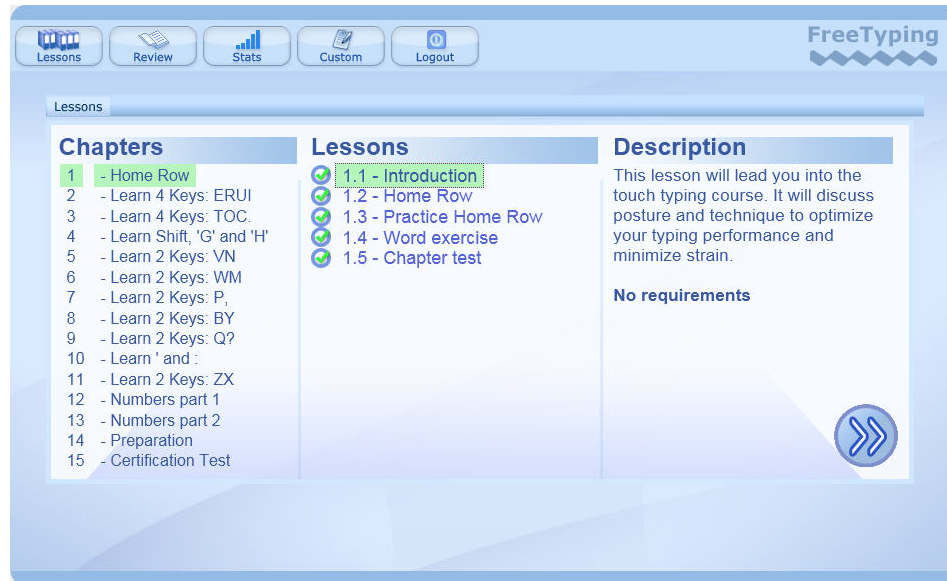 Lessons
Review
Stats
Custom
Logout
FreeTyping
Lessons
Chapters
1 - Home Row
2 - Learn 4 Keys: ERUI
3 - Learn 4 Keys: TOC.
4 - Learn Shift, 'G' and 'H'
5 - Learn 2 Keys: VN
6 - Learn 2 Keys: WM
7 - Learn 2 Keys: P,
8 - Learn 2 Keys: BY
9 - Learn 2 Keys: Q?
10 - Learn ' and :
11 - Learn 2 Keys: ZX
12 - Numbers part 1
13 - Numbers part 2
14 - Preparation
15 - Certification Test
Lessons
1.1 - Introduction
1.2 - Home Row
1.3 - Practice Home Row
1.4 - Word exercise
1.5 - Chapter test
Description
This lesson will lead you into the
touch typing course. It will discuss
posture and technique to optimize
your typing performance and
minimize strain.
No requirements